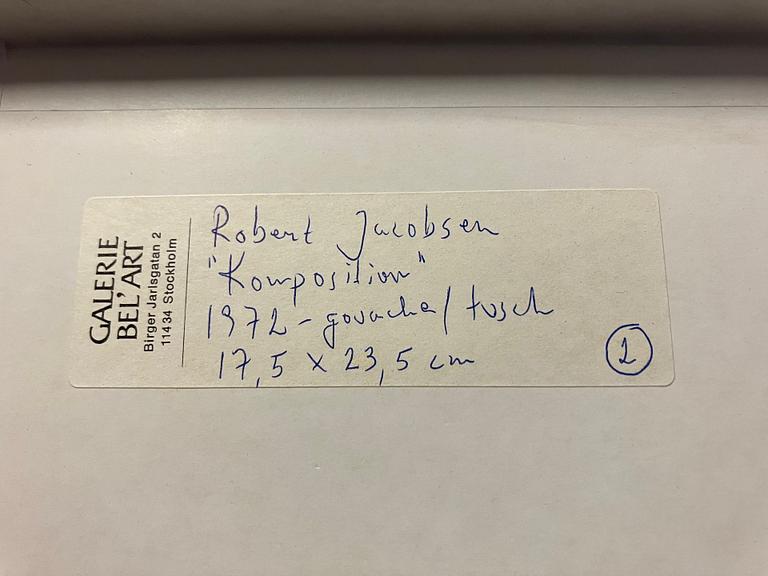 GALERIE
BEL' ART
Birger Jarlsgatan 2
114 34 Stockholm
Robert Jacobsen
"Komposition"
1972 - gouache / tusch
17,5 x 23,5 cm
1